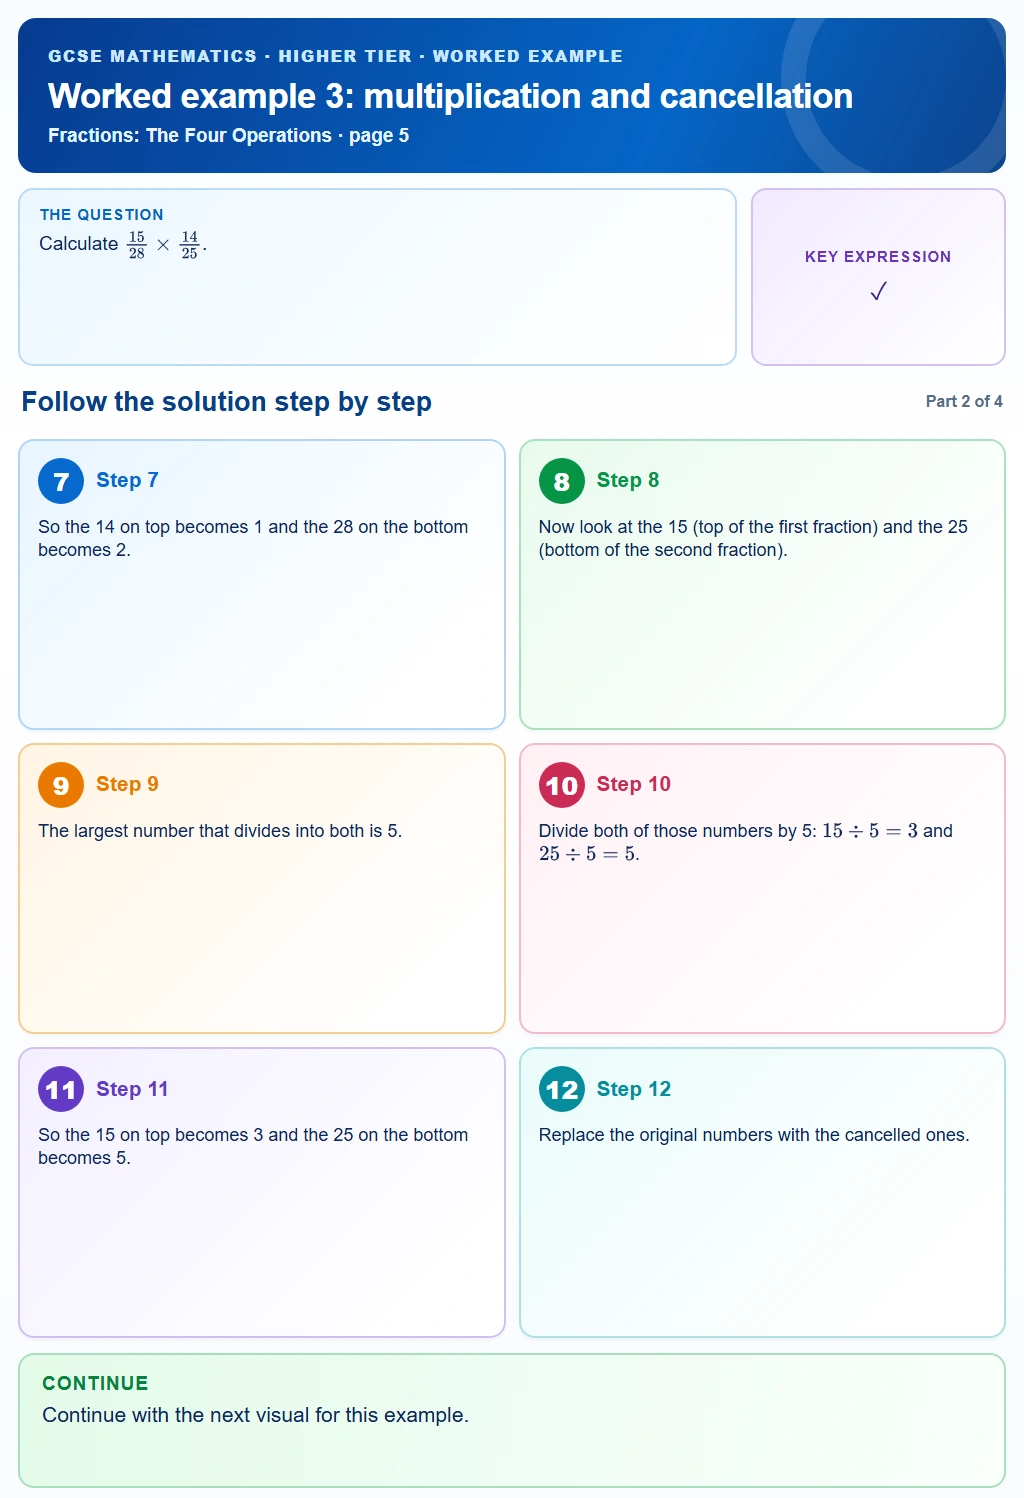 GCSE MATHEMATICS · HIGHER TIER · WORKED EXAMPLE
Worked example 3: multiplication and cancellation
Fractions: The Four Operations · page 5
THE QUESTION
Calculate 15/28 × 14/25.
KEY EXPRESSION
✓
Follow the solution step by step
Part 2 of 4
7 Step 7
So the 14 on top becomes 1 and the 28 on the bottom
becomes 2.
8 Step 8
Now look at the 15 (top of the first fraction) and the 25
(bottom of the second fraction).
9 Step 9
The largest number that divides into both is 5.
10 Step 10
Divide both of those numbers by 5: 15 ÷ 5 = 3 and
25 ÷ 5 = 5.
11 Step 11
So the 15 on top becomes 3 and the 25 on the bottom
becomes 5.
12 Step 12
Replace the original numbers with the cancelled ones.
CONTINUE
Continue with the next visual for this example.